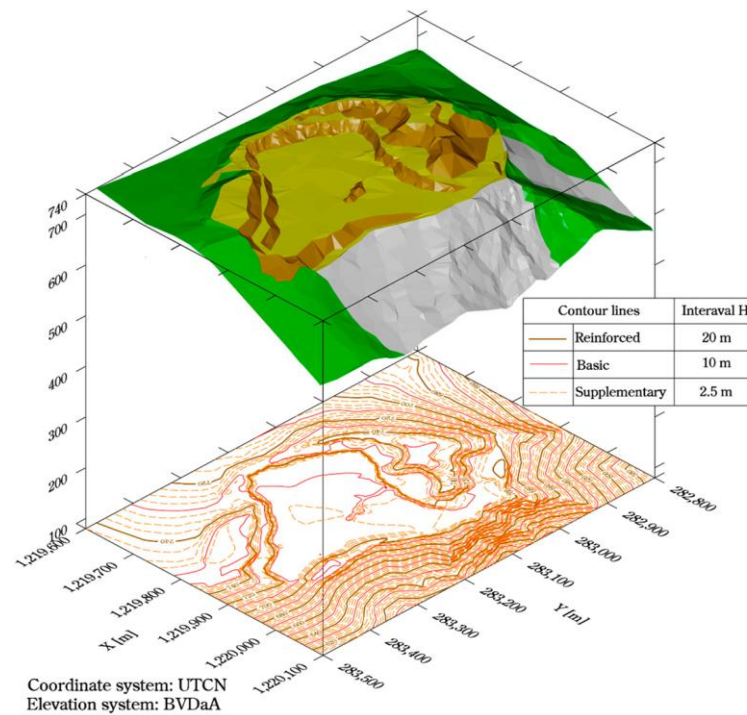 740
700
600
500
400
300
200
100
Contour lines Interaval H
Reinforced 20 m
Basic 10 m
Supplementary 2.5 m
1,219,600
1,219,700
1,219,800
1,219,900
1,220,000
1,220,100
X [m]
282,800
282,900
283,000
283,100
283,200
283,300
283,400
283,500
Y [m]
Coordinate system: UTCN
Elevation system: BVDaA